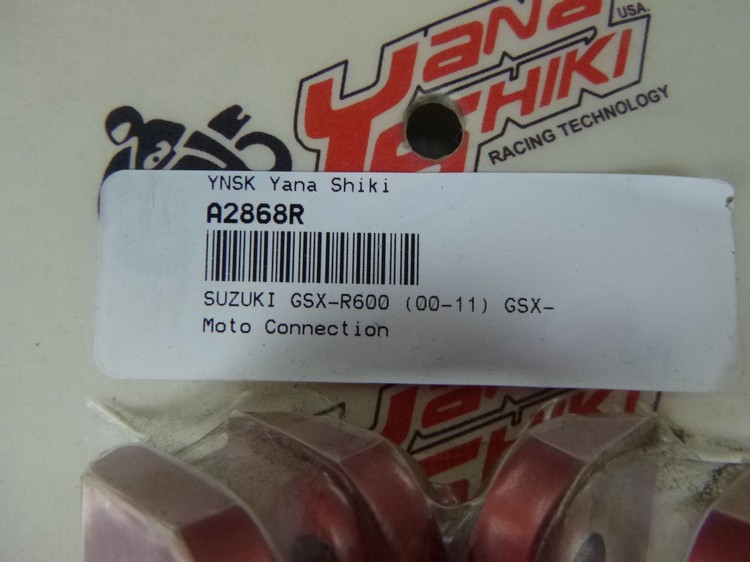 YANA
USA.
SHIKI
RACING TECHNOLOGY
YNSK Yana Shiki
A2868R
SUZUKI GSX-R600 (00-11) GSX-
Moto Connection
YANA
SHIKI